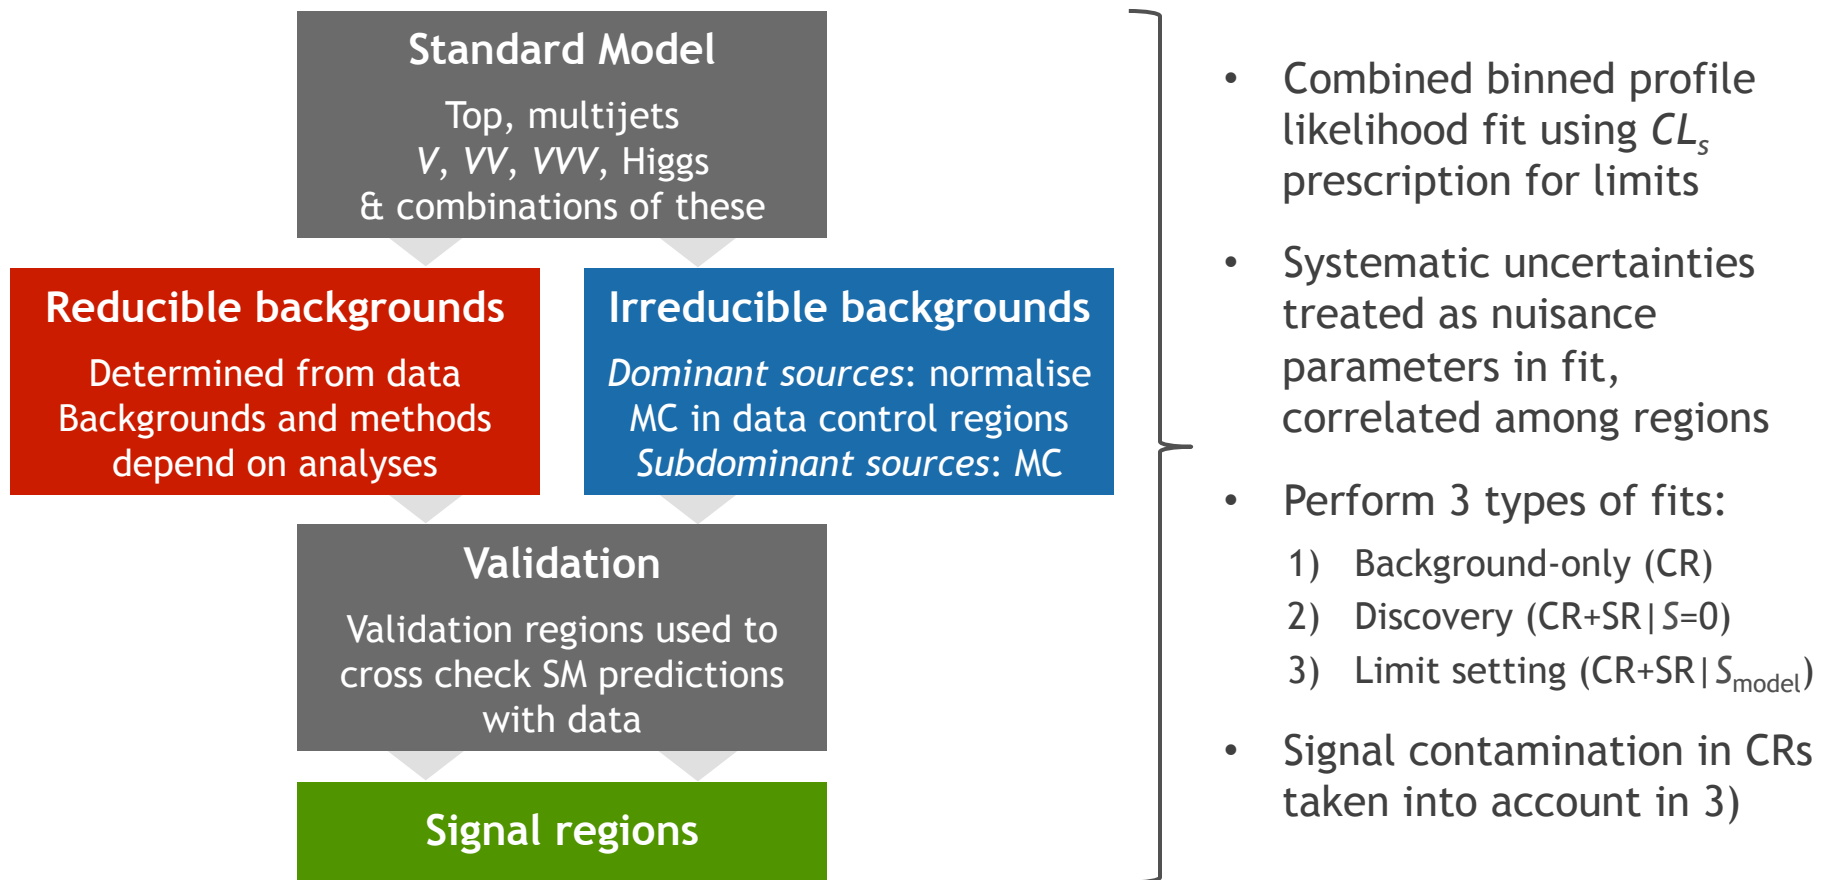 Standard Model
Top, multijets
V, VV, VVV, Higgs
& combinations of these
Reducible backgrounds
Determined from data
Backgrounds and methods
depend on analyses
Irreducible backgrounds
Dominant sources: normalise
MC in data control regions
Subdominant sources: MC
Validation
Validation regions used to
cross check SM predictions
with data
Signal regions
• Combined binned profile
likelihood fit using CLs
prescription for limits
• Systematic uncertainties
treated as nuisance
parameters in fit,
correlated among regions
• Perform 3 types of fits:
1) Background-only (CR)
2) Discovery (CR+SR|S=0)
3) Limit setting (CR+SR|Smodel)
• Signal contamination in CRs
taken into account in 3)